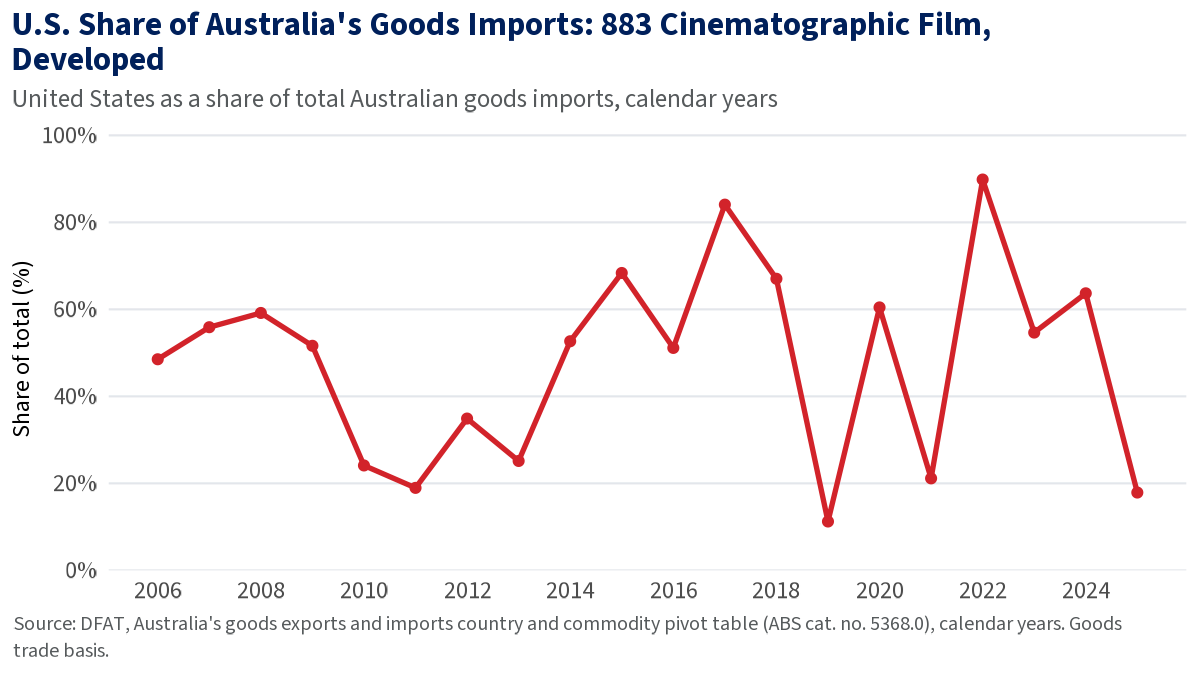 U.S. Share of Australia's Goods Imports: 883 Cinematographic Film,
Developed
United States as a share of total Australian goods imports, calendar years
100%
80%
60%
40%
20%
0%
Share of total (%)
2006 2008 2010 2012 2014 2016 2018 2020 2022 2024
Source: DFAT, Australia's goods exports and imports country and commodity pivot table (ABS cat. no. 5368.0), calendar years. Goods
trade basis.